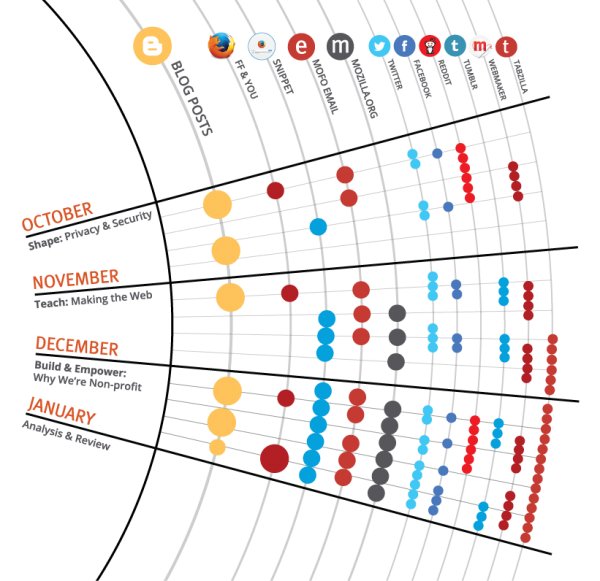 BLOG POSTS
FF & YOU
SNIPPET
e
MOFO EMAIL
m
MOZILLA.ORG
TWITTER
f
FACEBOOK
REDDIT
t
TUMBLR
m
WEBMAKER
t
TABZILLA
OCTOBER
Shape: Privacy & Security
NOVEMBER
Teach: Making the Web
DECEMBER
Build & Empower:
Why We're Non-profit
JANUARY
Analysis & Review